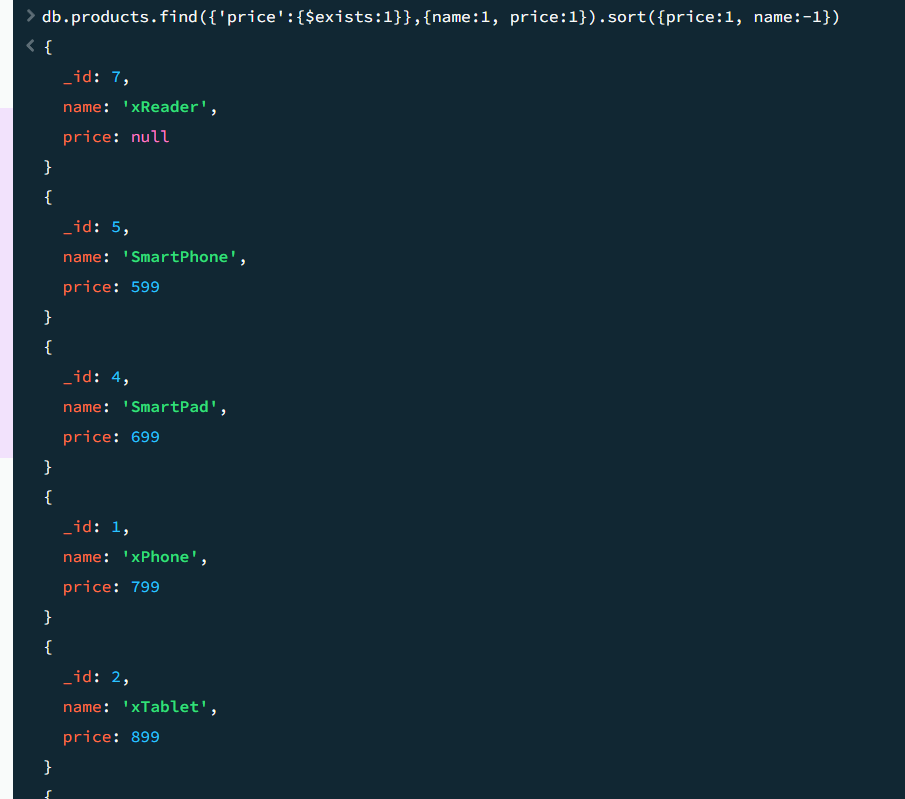 > db.products.find({'price':{$exists:1}},{name:1, price:1}).sort({price:1, name:-1})
< {
_id: 7,
name: 'xReader',
price: null
}
{
_id: 5,
name: 'SmartPhone',
price: 599
}
{
_id: 4,
name: 'SmartPad',
price: 699
}
{
_id: 1,
name: 'xPhone',
price: 799
}
{
_id: 2,
name: 'xTablet',
price: 899
}
{